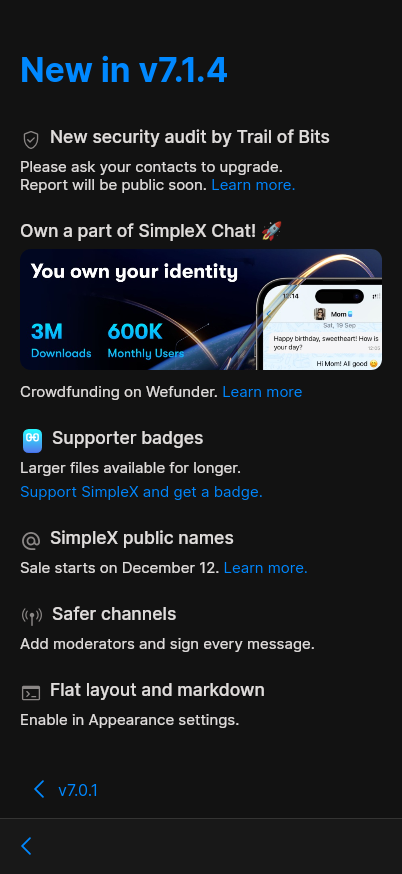 New in v7.1.4
New security audit by Trail of Bits
Please ask your contacts to upgrade.
Report will be public soon. Learn more.
Own a part of SimpleX Chat! 🚀
You own your identity
3M
Downloads
600K
Monthly Users
12:14
Mom
Sat, 19 Sep
Happy birthday, sweetheart! How is
your day?
Hi Mom! All good 😊
Crowdfunding on Wefunder. Learn more
Supporter badges
Larger files available for longer.
Support SimpleX and get a badge.
SimpleX public names
Sale starts on December 12. Learn more.
Safer channels
Add moderators and sign every message.
Flat layout and markdown
Enable in Appearance settings.
v7.0.1